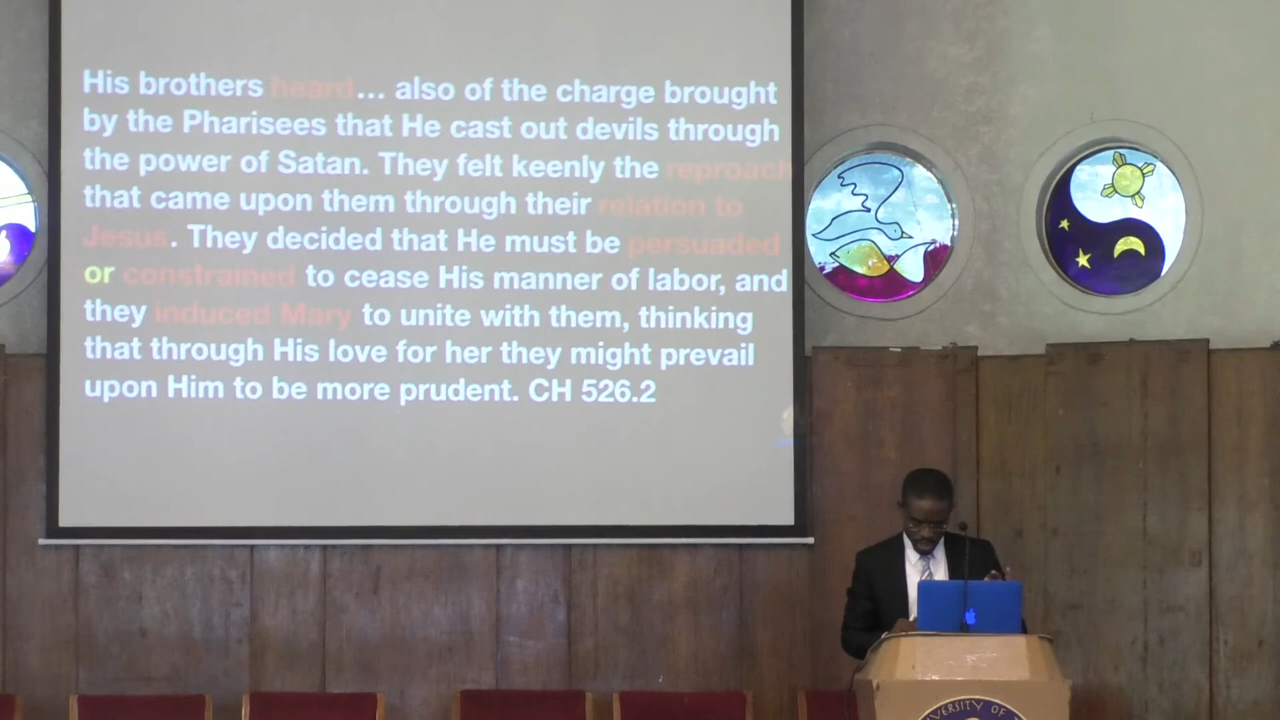 His brothers heard... also of the charge brought
by the Pharisees that He cast out devils through
the power of Satan. They felt keenly the reproach
that came upon them through their relation to
Jesus. They decided that He must be persuaded
or constrained to cease His manner of labor, and
they induced Mary to unite with them, thinking
that through His love for her they might prevail
upon Him to be more prudent. CH 526.2
VERSITY OF